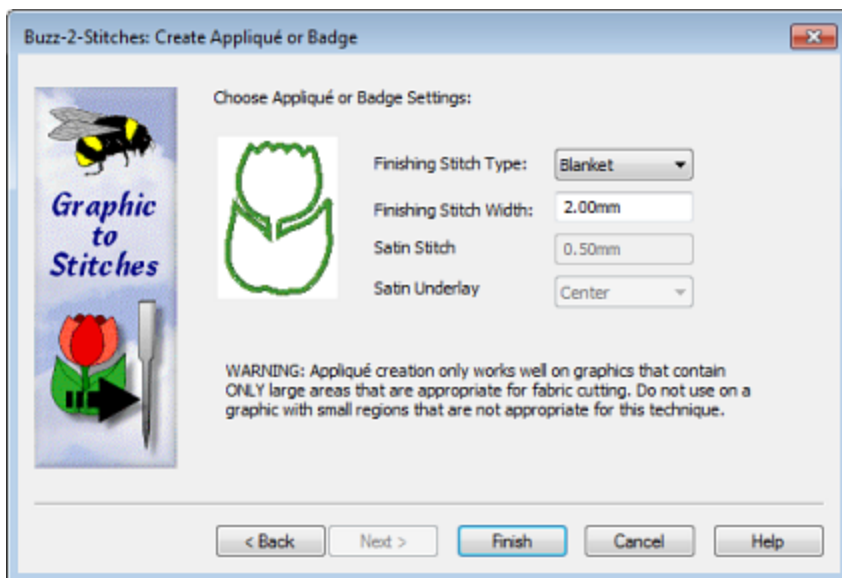 Buzz-2-Stitches: Create Appliqué or Badge
Graphic
to
Stitches
Choose Appliqué or Badge Settings:
Finishing Stitch Type: Blanket
Finishing Stitch Width: 2.00mm
Satin Stitch 0.50mm
Satin Underlay Center
WARNING: Appliqué creation only works well on graphics that contain
ONLY large areas that are appropriate for fabric cutting. Do not use on a
graphic with small regions that are not appropriate for this technique.
< Back Next > Finish Cancel Help